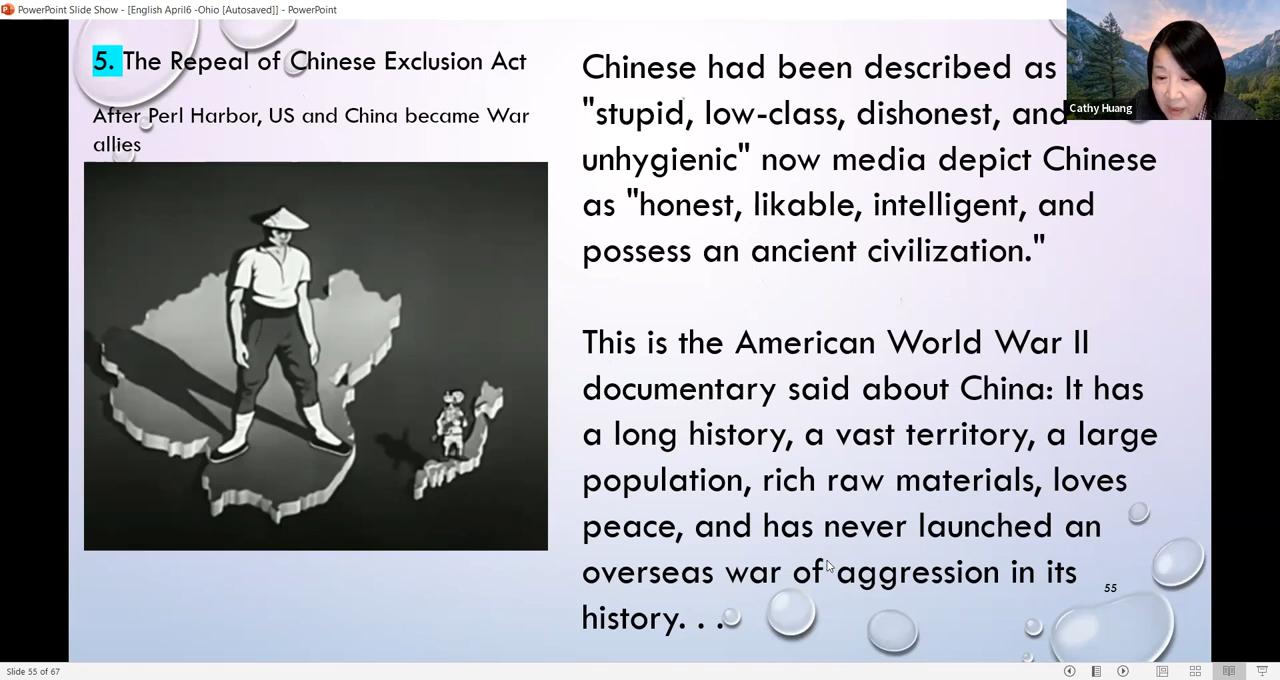 PowerPoint Slide Show - [English April6 -Ohio [Autosaved]] - PowerPoint
5. The Repeal of Chinese Exclusion Act
After Perl Harbor, US and China became War
allies
Chinese had been described as
"stupid, low-class, dishonest, and
unhygienic" now media depict Chinese
as "honest, likable, intelligent, and
possess an ancient civilization."
This is the American World War II
documentary said about China: It has
a long history, a vast territory, a large
population, rich raw materials, loves
peace, and has never launched an
overseas war of aggression in its
history. . .
Cathy Huang
55
Slide 55 of 67